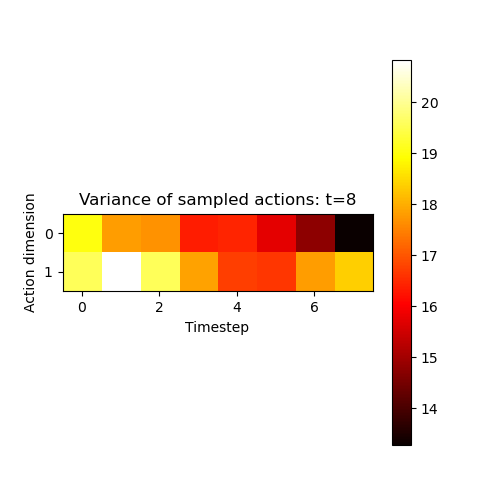 Variance of sampled actions: t=8
Action dimension
0
1
0 2 4 6
Timestep
20
19
18
17
16
15
14